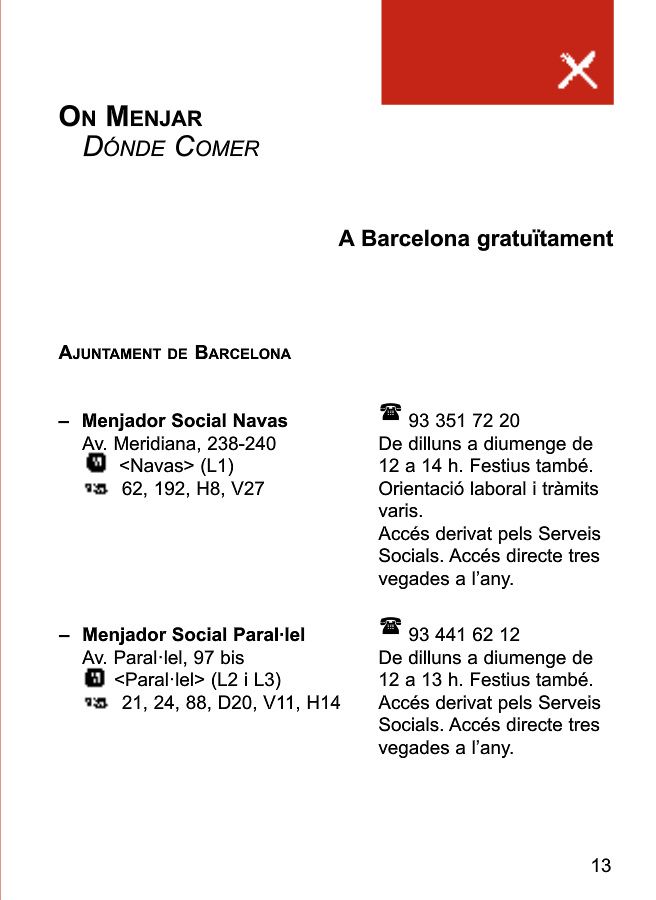 ON MENJAR
DÓNDE COMER
A Barcelona gratuïtament
AJUNTAMENT DE BARCELONA
– Menjador Social Navas
Av. Meridiana, 238-240
<Navas> (L1)
62, 192, H8, V27
☎ 93 351 72 20
De dilluns a diumenge de
12 a 14 h. Festius també.
Orientació laboral i tràmits
varis.
Accés derivat pels Serveis
Socials. Accés directe tres
vegades a l’any.
– Menjador Social Paral·lel
Av. Paral·lel, 97 bis
<Paral·lel> (L2 i L3)
21, 24, 88, D20, V11, H14
☎ 93 441 62 12
De dilluns a diumenge de
12 a 13 h. Festius també.
Accés derivat pels Serveis
Socials. Accés directe tres
vegades a l’any.
13